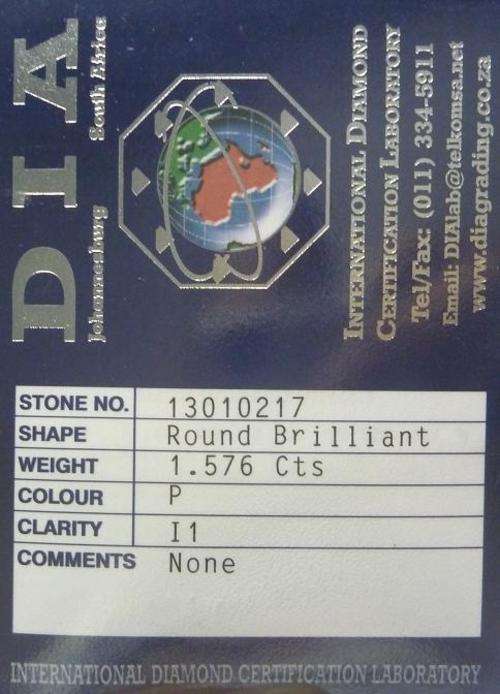 DIA
Johannesburg South Africa
INTERNATIONAL DIAMOND
CERTIFICATION LABORATORY
Tel/Fax: (011) 334-5911
Email: DIAlab@telkomsa.net
www.diagrading.co.za
STONE NO. 13010217
SHAPE Round Brilliant
WEIGHT 1.576 Cts
COLOUR P
CLARITY I1
COMMENTS None
INTERNATIONAL DIAMOND CERTIFICATION LABORATORY